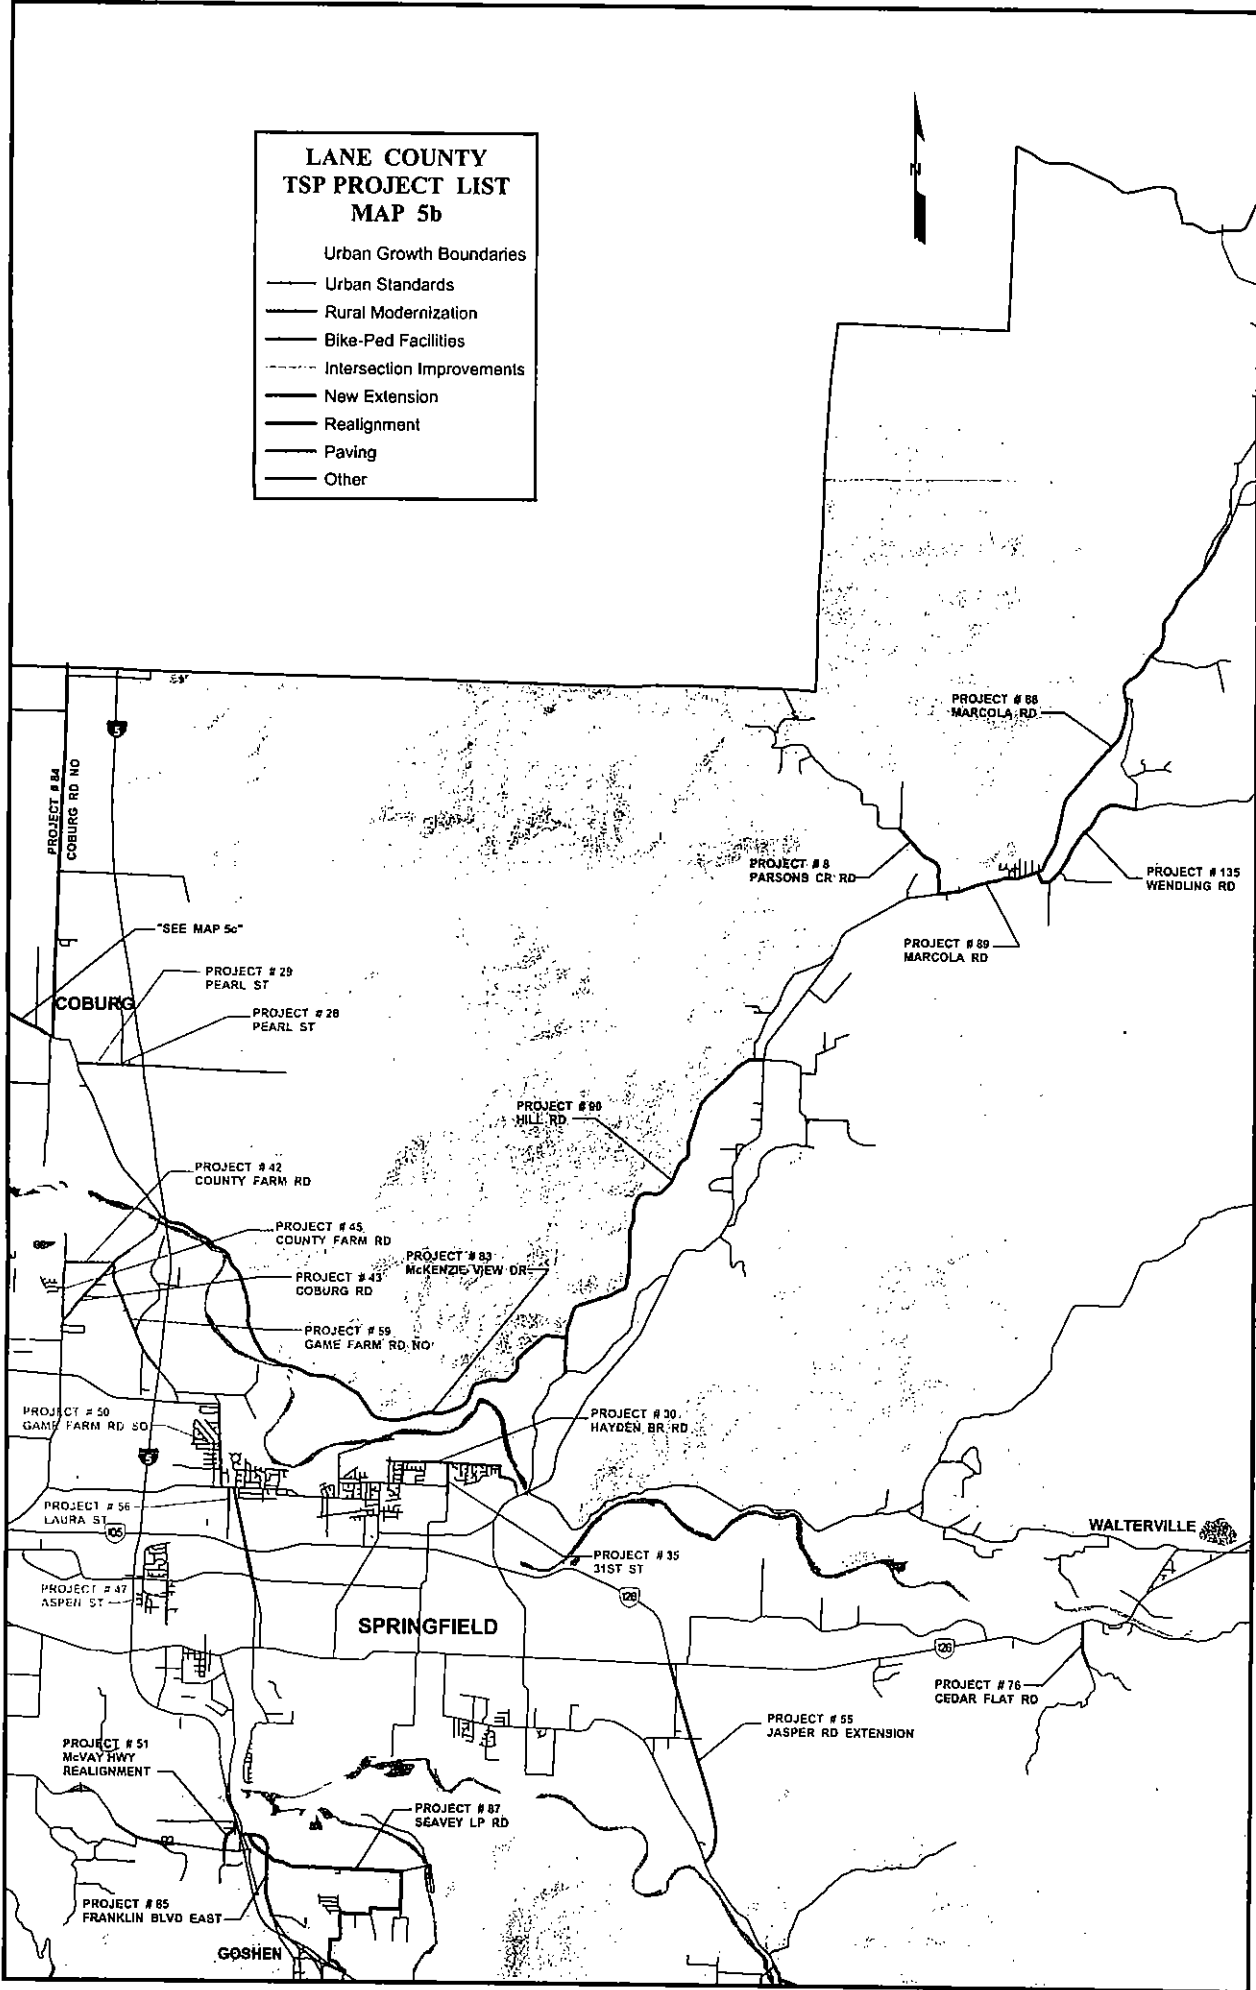 LANE COUNTY
TSP PROJECT LIST
MAP 5b
Urban Growth Boundaries
Urban Standards
Rural Modernization
Bike-Ped Facilities
Intersection Improvements
New Extension
Realignment
Paving
Other
N
5
PROJECT # 84
COBURG RD NO
PROJECT # 88
MARCOLA RD
PROJECT # 8
PARSONS CR RD
PROJECT # 135
WENDLING RD
PROJECT # 89
MARCOLA RD
"SEE MAP 5c"
PROJECT # 29
PEARL ST
COBURG
PROJECT # 28
PEARL ST
PROJECT # 90
HILL RD
PROJECT # 42
COUNTY FARM RD
PROJECT # 45
COUNTY FARM RD
PROJECT # 83
McKENZIE VIEW DR
PROJECT # 43
COBURG RD
PROJECT # 59
GAME FARM RD NO
PROJECT # 50
GAME FARM RD SO
PROJECT # 30
HAYDEN BR RD
5
PROJECT # 56
LAURA ST
105
WALTERVILLE
PROJECT # 35
31ST ST
PROJECT # 47
ASPEN ST
126
SPRINGFIELD
126
PROJECT # 76
CEDAR FLAT RD
PROJECT # 55
JASPER RD EXTENSION
PROJECT # 51
McVAY HWY
REALIGNMENT
PROJECT # 87
SEAVEY LP RD
PROJECT # 85
FRANKLIN BLVD EAST
GOSHEN